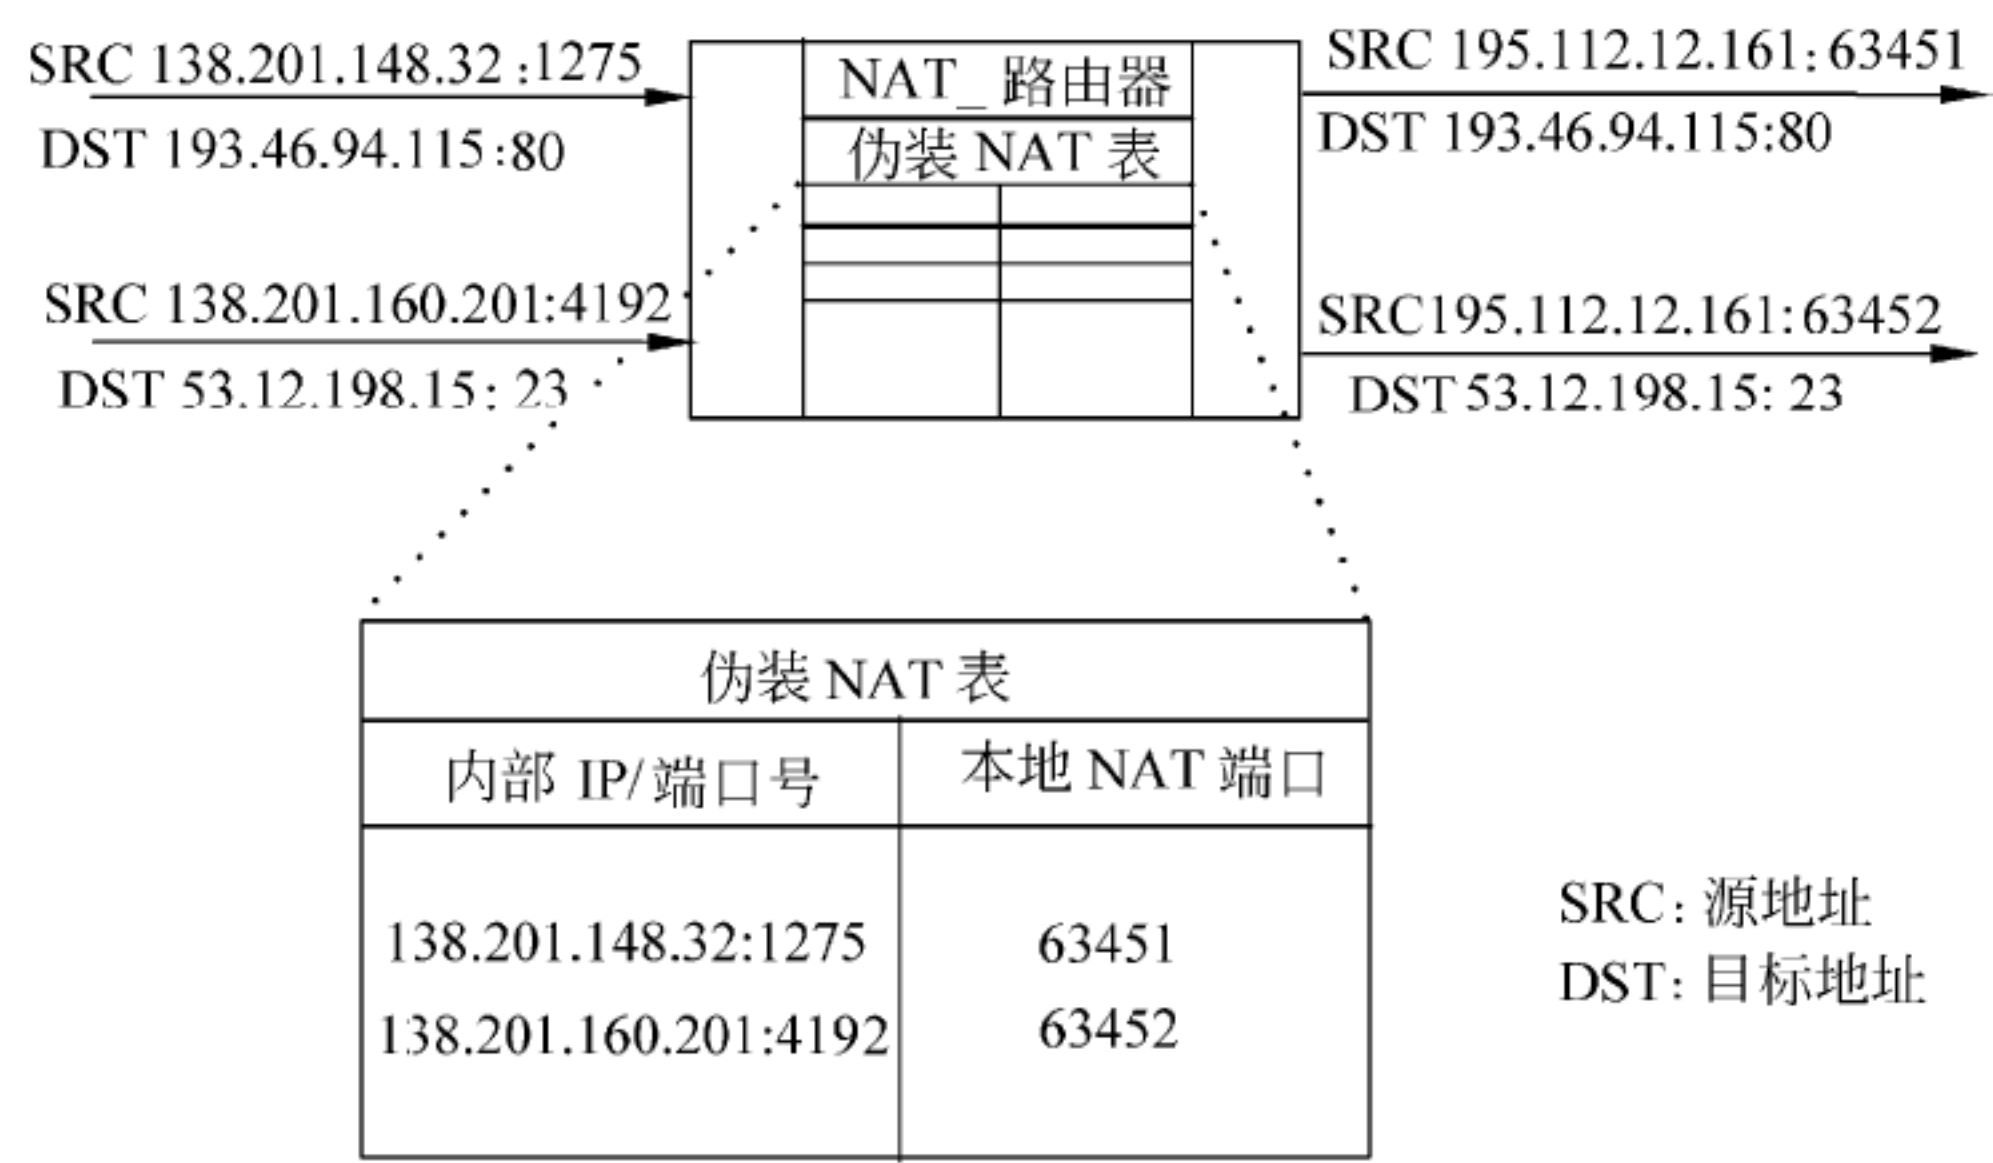 SRC 138.201.148.32 :1275
DST 193.46.94.115:80
SRC 138.201.160.201:4192
DST 53.12.198.15: 23
NAT_ 路由器
伪装 NAT 表
SRC 195.112.12.161: 63451
DST 193.46.94.115:80
SRC195.112.12.161: 63452
DST 53.12.198.15: 23
伪装 NAT 表
内部 IP/端口号 本地 NAT 端口
138.201.148.32:1275 63451
138.201.160.201:4192 63452
SRC: 源地址
DST: 目标地址